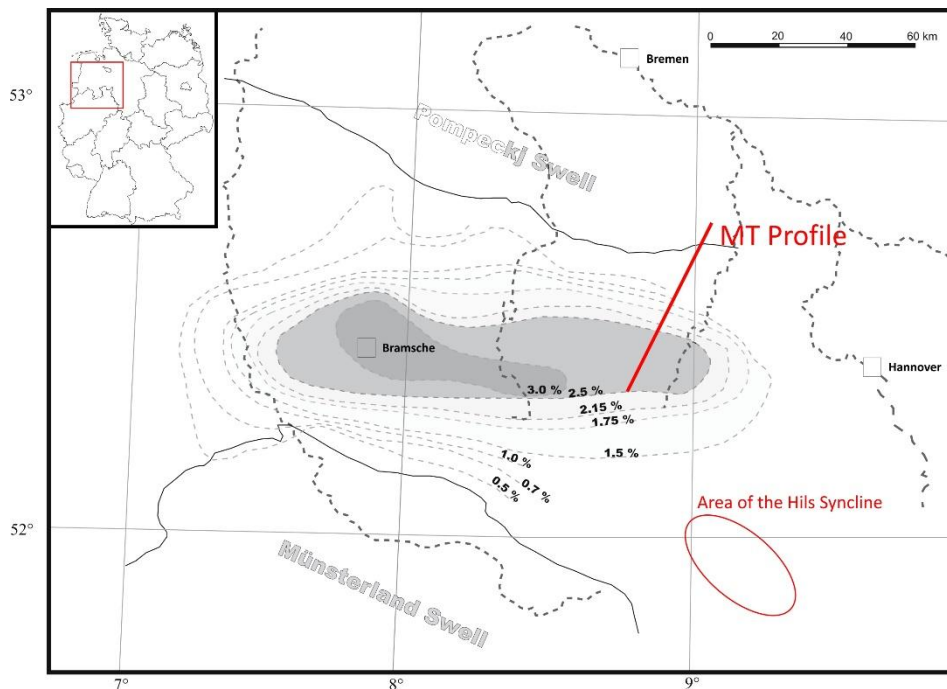 0 20 40 60 km
Bremen
53°
Pompeckj Swell
MT Profile
Bramsche
Hannover
3.0 % 2.5 %
2.15 %
1.75 %
1.5 %
1.0 %
0.7 %
0.5 %
Area of the Hils Syncline
52°
Münsterland Swell
7° 8° 9°